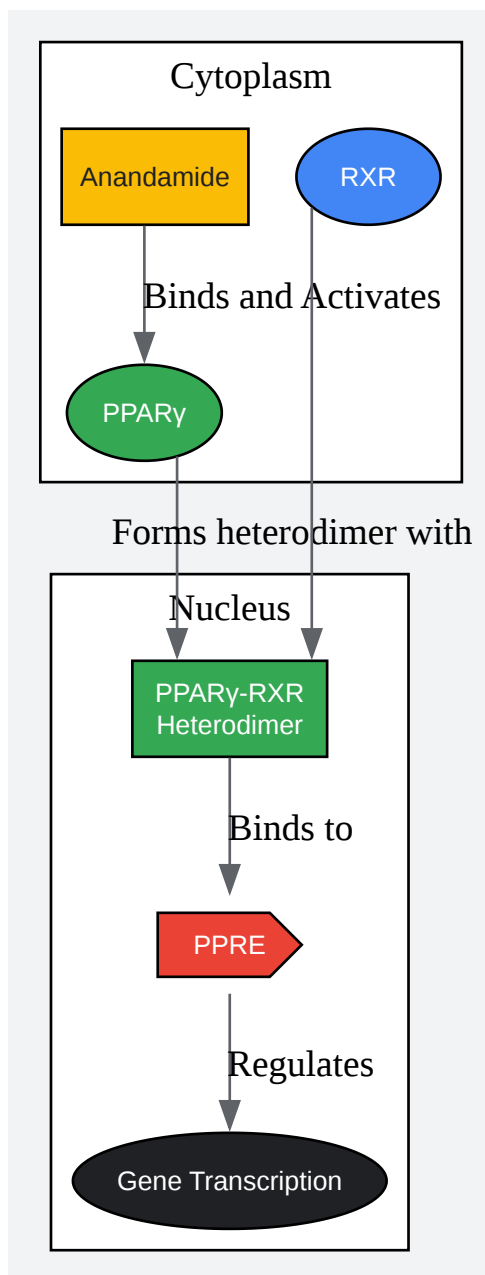 Cytoplasm
Anandamide
RXR
Binds and Activates
PPARγ
Forms heterodimer with
Nucleus
PPARγ-RXR
Heterodimer
Binds to
PPRE
Regulates
Gene Transcription